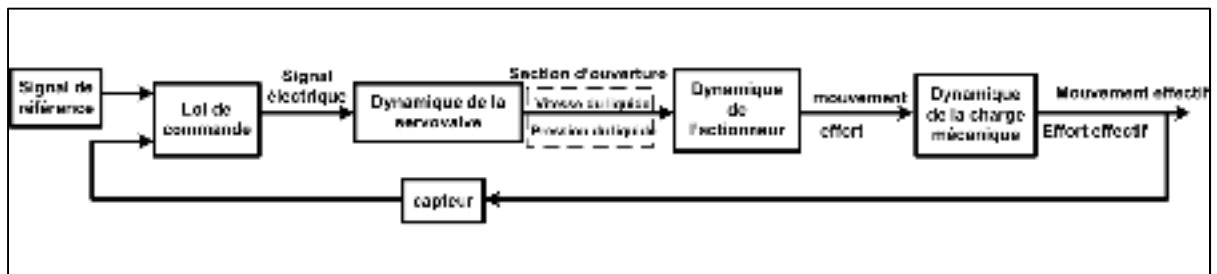 Signal de
référence
Loi de
commande
Signal
électrique
Dynamique de la
servovalve
Section d'ouverture
Vitesse du liquide
Pression du liquide
Dynamique
de
l'actionneur
mouvement
effort
Dynamique
de la charge
mécanique
Mouvement effectif
Effort effectif
capteur